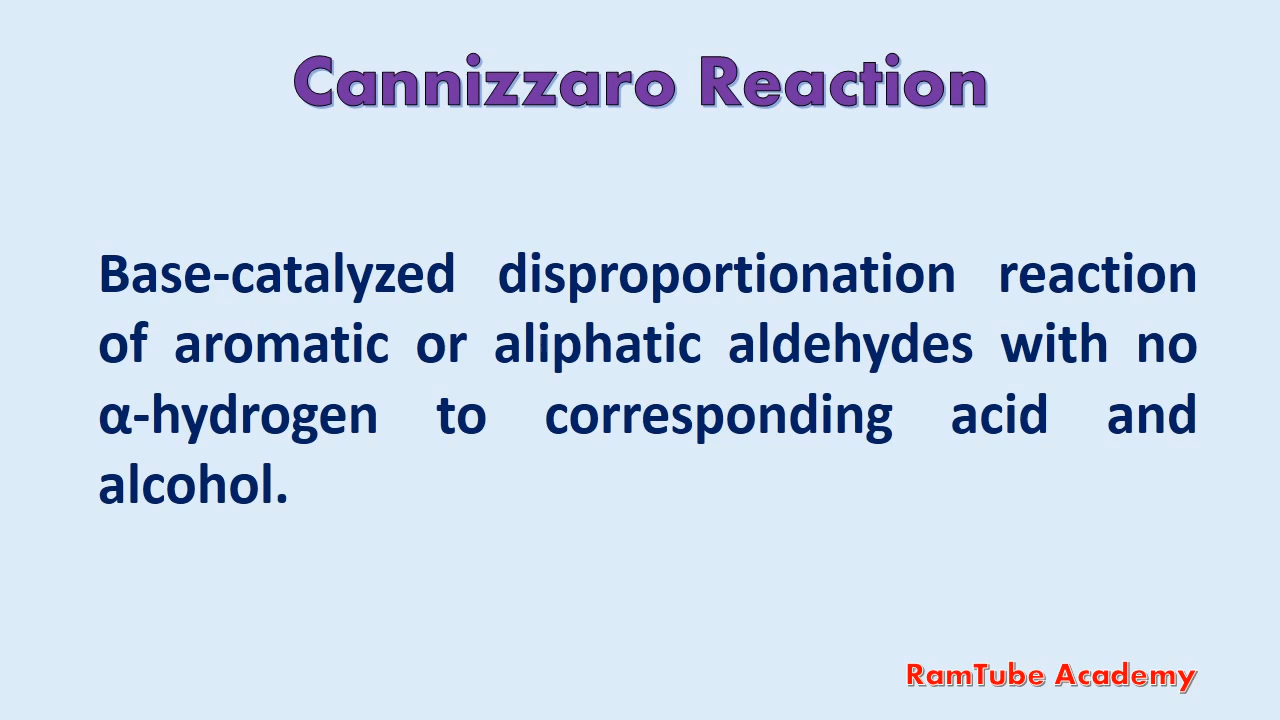 Cannizzaro Reaction
Base-catalyzed disproportionation reaction
of aromatic or aliphatic aldehydes with no
α-hydrogen to corresponding acid and
alcohol.
RamTube Academy